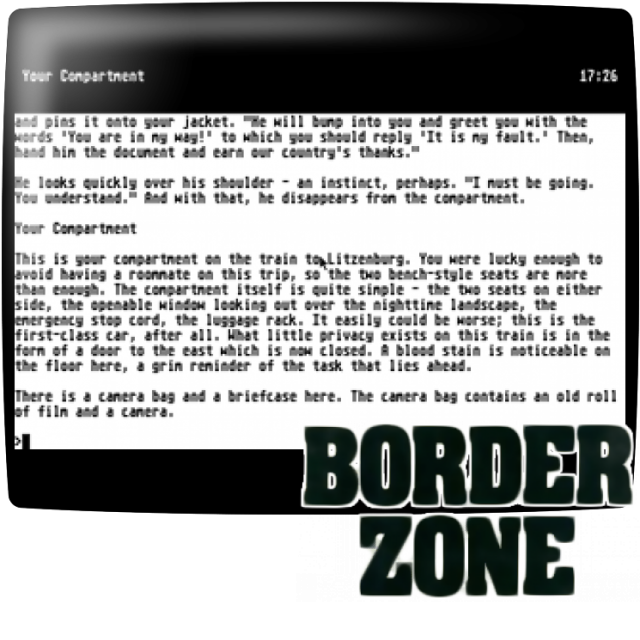 Your Compartment 17:26
and pins it onto your jacket. "He will bump into you and greet you with the
words 'You are in my way!' to which you should reply 'It is my fault.' Then,
hand him the document and earn our country's thanks."
He looks quickly over his shoulder - an instinct, perhaps. "I must be going.
You understand." And with that, he disappears from the compartment.
Your Compartment
This is your compartment on the train to Litzenburg. You were lucky enough to
avoid having a roommate on this trip, so the two bench-style seats are more
than enough. The compartment itself is quite simple - the two seats on either
side, the openable window looking out over the nighttime landscape, the
emergency stop cord, the luggage rack. It easily could be worse; this is the
first-class car, after all. What little privacy exists on this train is in the
form of a door to the east which is now closed. A blood stain is noticeable on
the floor here, a grim reminder of the task that lies ahead.
There is a camera bag and a briefcase here. The camera bag contains an old roll
of film and a camera.
>
BORDER
ZONE